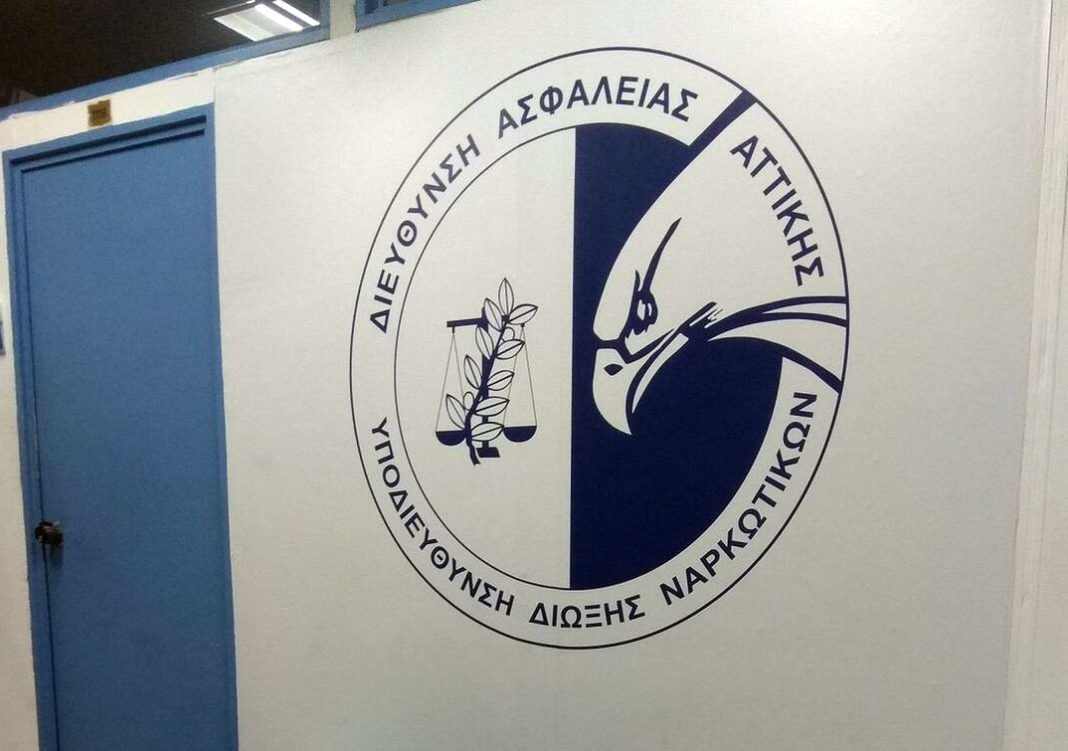 ΔΙΕΥΘΥΝΣΗ ΑΣΦΑΛΕΙΑΣ ΑΤΤΙΚΗΣ
ΥΠΟΔΙΕΥΘΥΝΣΗ ΔΙΩΞΗΣ ΝΑΡΚΩΤΙΚΩΝ